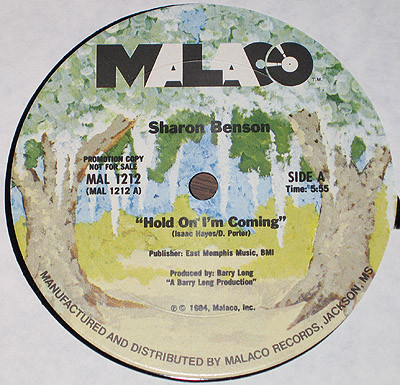 MALACO
T.M.
Sharon Benson
PROMOTION COPY
NOT FOR SALE
MAL 1212
(MAL 1212 A)
SIDE A
Time: 5:55
"Hold On I'm Coming"
(Isaac Hayes/D. Porter)
Publisher: East Memphis Music, BMI
Produced by: Barry Long
"A Barry Long Production"
℗ © 1984, Malaco, Inc.
MANUFACTURED AND DISTRIBUTED BY MALACO RECORDS, JACKSON, MS